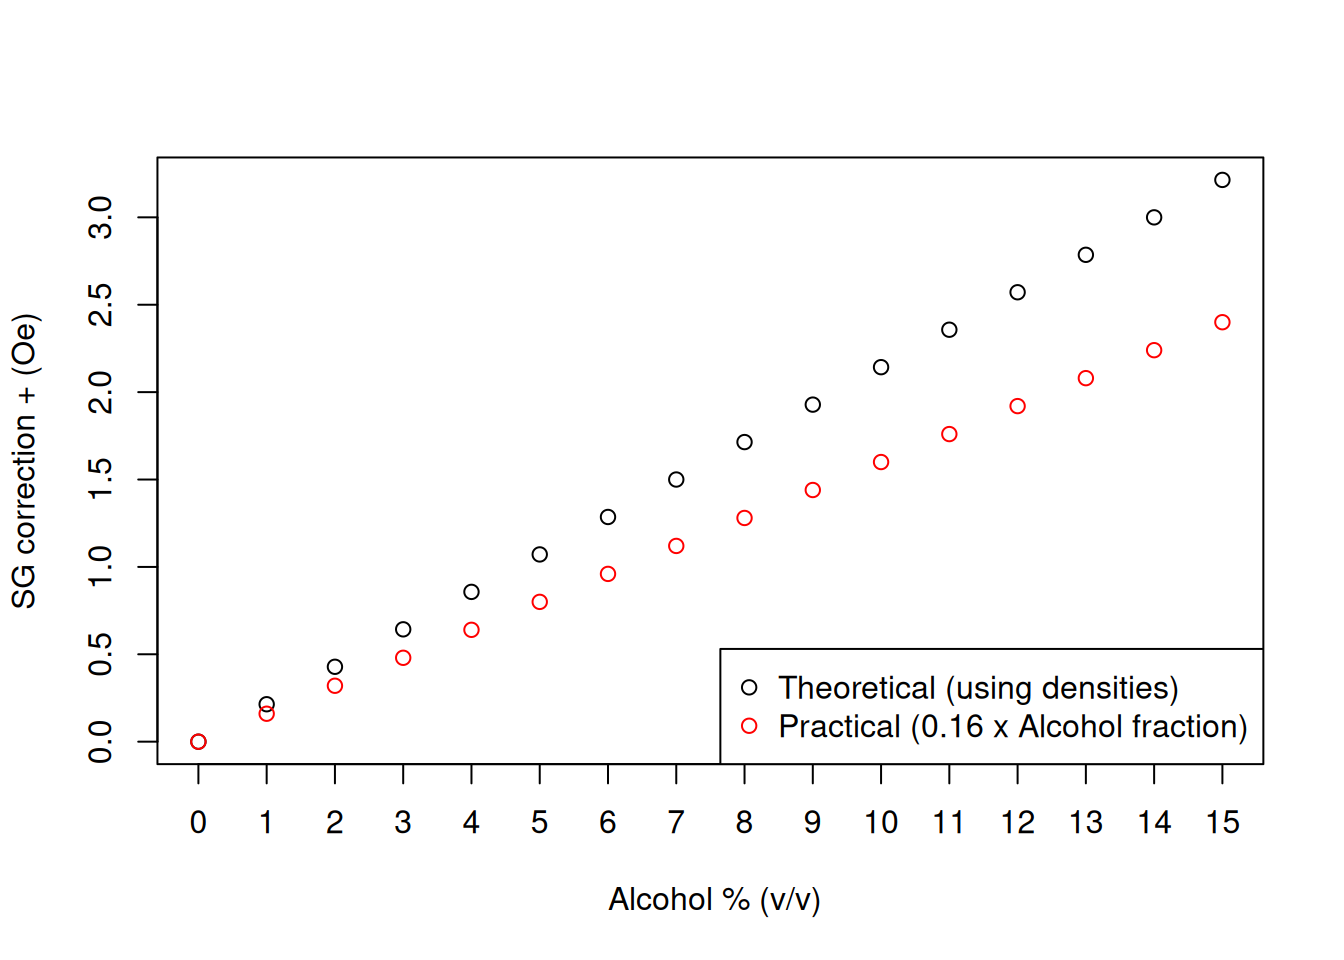 SG correction + (Oe)
3.0
2.5
2.0
1.5
1.0
0.5
0.0
Theoretical (using densities)
Practical (0.16 x Alcohol fraction)
0 1 2 3 4 5 6 7 8 9 10 11 12 13 14 15
Alcohol % (v/v)